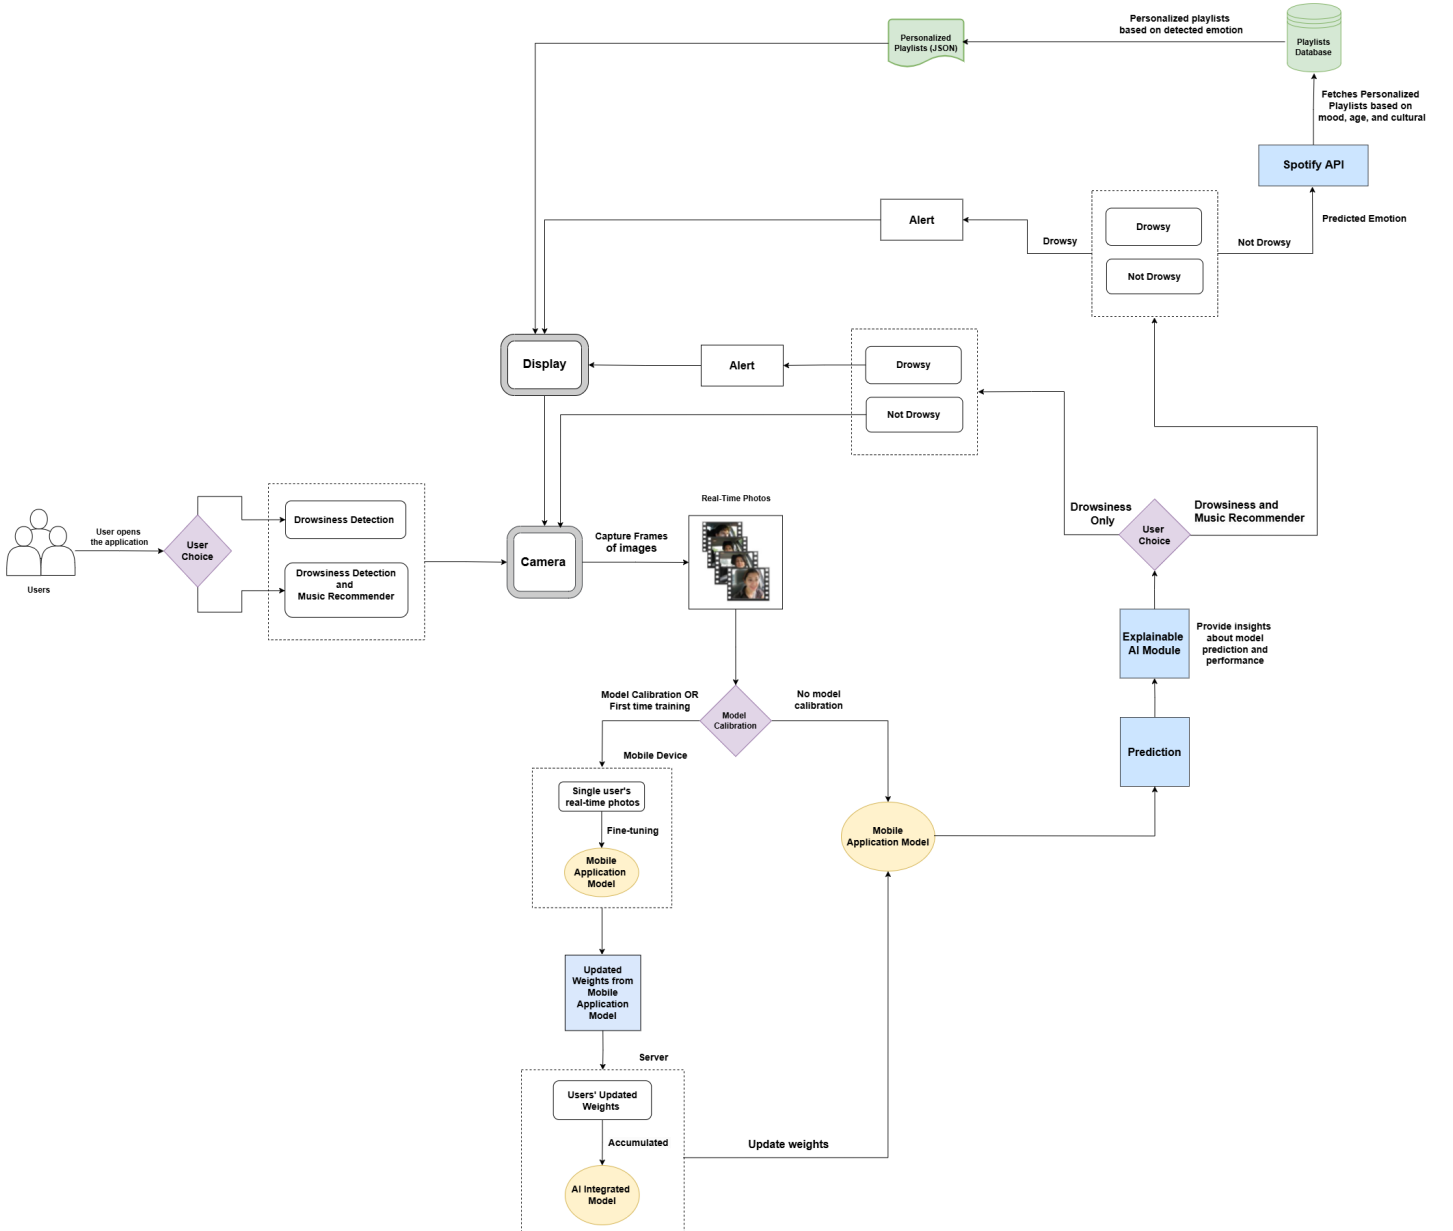 Personalized playlists
based on detected emotion
Personalized
Playlists (JSON)
Playlists
Database
Fetches Personalized
Playlists based on
mood, age, and cultural
Spotify API
Predicted Emotion
Alert
Drowsy
Drowsy
Not Drowsy
Not Drowsy
Display
Alert
Drowsy
Not Drowsy
Real-Time Photos
Drowsiness
Only
User
Choice
Drowsiness and
Music Recommender
Users
User opens
the application
User
Choice
Drowsiness Detection
Drowsiness Detection
and
Music Recommender
Camera
Capture Frames
of images
Explainable
AI Module
Provide insights
about model
prediction and
performance
Model Calibration OR
First time training
Model
Calibration
No model
calibration
Prediction
Mobile Device
Single user's
real-time photos
Fine-tuning
Mobile
Application
Model
Mobile
Application Model
Updated
Weights from
Mobile
Application
Model
Server
Users' Updated
Weights
Accumulated
AI Integrated
Model
Update weights